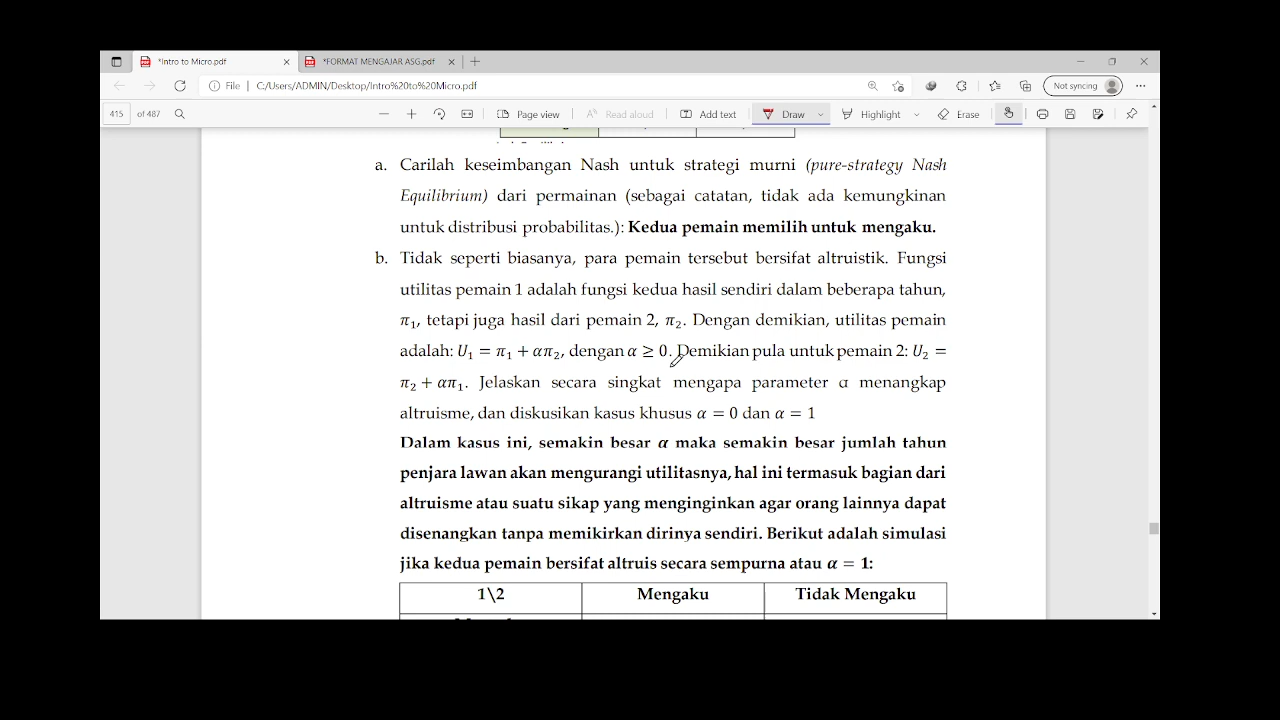 *Intro to Micro.pdf
*FORMAT MENGAJAR ASG.pdf
File
C:/Users/ADMIN/Desktop/Intro%20to%20Micro.pdf
Not syncing
415 of 487
Page view
Read aloud
Add text
Draw
Highlight
Erase
a. Carilah keseimbangan Nash untuk strategi murni (pure-strategy Nash
Equilibrium) dari permainan (sebagai catatan, tidak ada kemungkinan
untuk distribusi probabilitas.): Kedua pemain memilih untuk mengaku.
b. Tidak seperti biasanya, para pemain tersebut bersifat altruistik. Fungsi
utilitas pemain 1 adalah fungsi kedua hasil sendiri dalam beberapa tahun,
π₁, tetapi juga hasil dari pemain 2, π₂. Dengan demikian, utilitas pemain
adalah: U₁ = π₁ + απ₂, dengan α ≥ 0. Demikian pula untuk pemain 2: U₂ =
π₂ + απ₁. Jelaskan secara singkat mengapa parameter α menangkap
altruisme, dan diskusikan kasus khusus α = 0 dan α = 1
Dalam kasus ini, semakin besar α maka semakin besar jumlah tahun
penjara lawan akan mengurangi utilitasnya, hal ini termasuk bagian dari
altruisme atau suatu sikap yang menginginkan agar orang lainnya dapat
disenangkan tanpa memikirkan dirinya sendiri. Berikut adalah simulasi
jika kedua pemain bersifat altruis secara sempurna atau α = 1:
1\2 Mengaku Tidak Mengaku